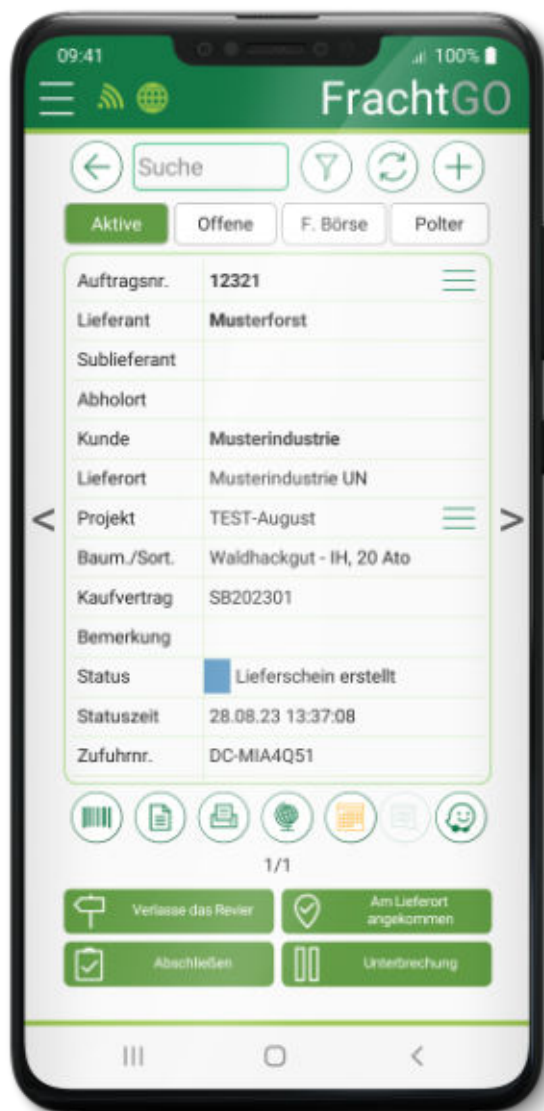 09:41
100%
FrachtGO
Suche
Aktive Offene F. Börse Polter
Auftragsnr. 12321
Lieferant Musterforst
Sublieferant
Abholort
Kunde Musterindustrie
Lieferort Musterindustrie UN
< Projekt TEST-August >
Baum./Sort. Waldhackgut - IH, 20 Ato
Kaufvertrag SB202301
Bemerkung
Status Lieferschein erstellt
Statuszeit 28.08.23 13:37:08
Zufuhrnr. DC-MIA4Q51
1/1
Verlasse das Revier
Am Lieferort
angekommen
Abschließen
Unterbrechung